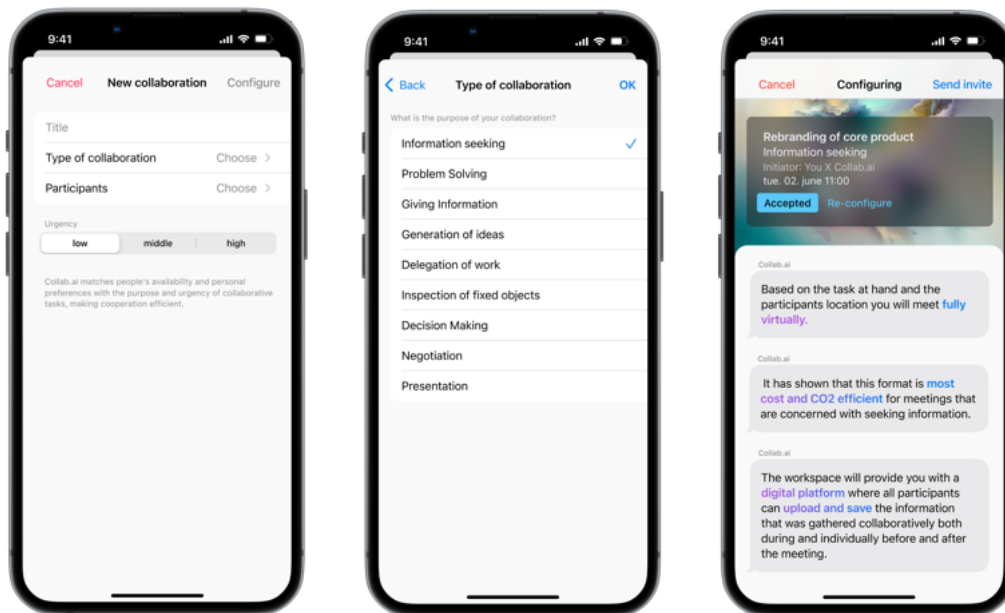 9:41
Cancel New collaboration Configure
Title
Type of collaboration Choose
Participants Choose
Urgency
low middle high
Collab.ai matches people's availability and personal
preferences with the purpose and urgency of collaborative
tasks, making cooperation efficient.
9:41
Back Type of collaboration OK
What is the purpose of your collaboration?
Information seeking
Problem Solving
Giving Information
Generation of ideas
Delegation of work
Inspection of fixed objects
Decision Making
Negotiation
Presentation
9:41
Cancel Configuring Send invite
Rebranding of core product
Information seeking
Initiator: You X Collab.ai
tue. 02. june 11:00
Accepted Re-configure
Collab.ai
Based on the task at hand and the
participants location you will meet fully
virtually.
Collab.ai
It has shown that this format is most
cost and CO2 efficient for meetings that
are concerned with seeking information.
Collab.ai
The workspace will provide you with a
digital platform where all participants
can upload and save the information
that was gathered collaboratively both
during and individually before and after
the meeting.